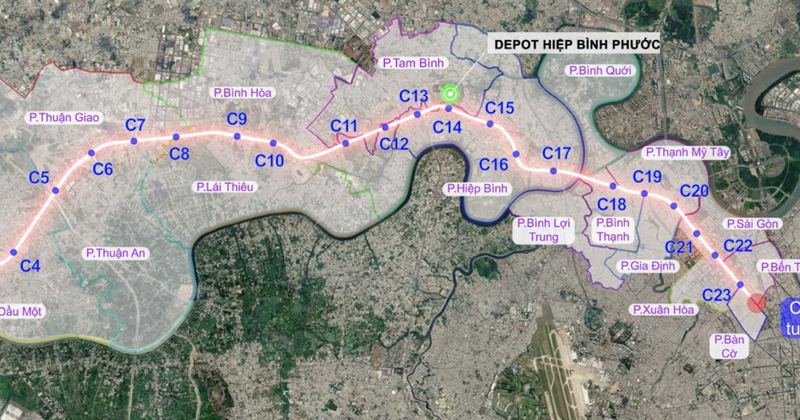 DEPOT HIỆP BÌNH PHƯỚC
P.Tam Bình
P.Bình Quới
P.Bình Hòa
P.Thuận Giao
C13
C9
C7
C11
C15
C14
C8
C10
C12
C6
C5
C16
C17
P.Thạnh Mỹ Tây
P.Lái Thiêu
P.Hiệp Bình
C19
C18
C20
P.Bình Lợi
Trung
P.Bình
Thạnh
P.Sài Gòn
C21
C22
P.Thuận An
C4
P.Gia Định
P.Bến T
C23
P.Xuân Hòa
Dầu Một
C
tu
P.Bàn
Cờ